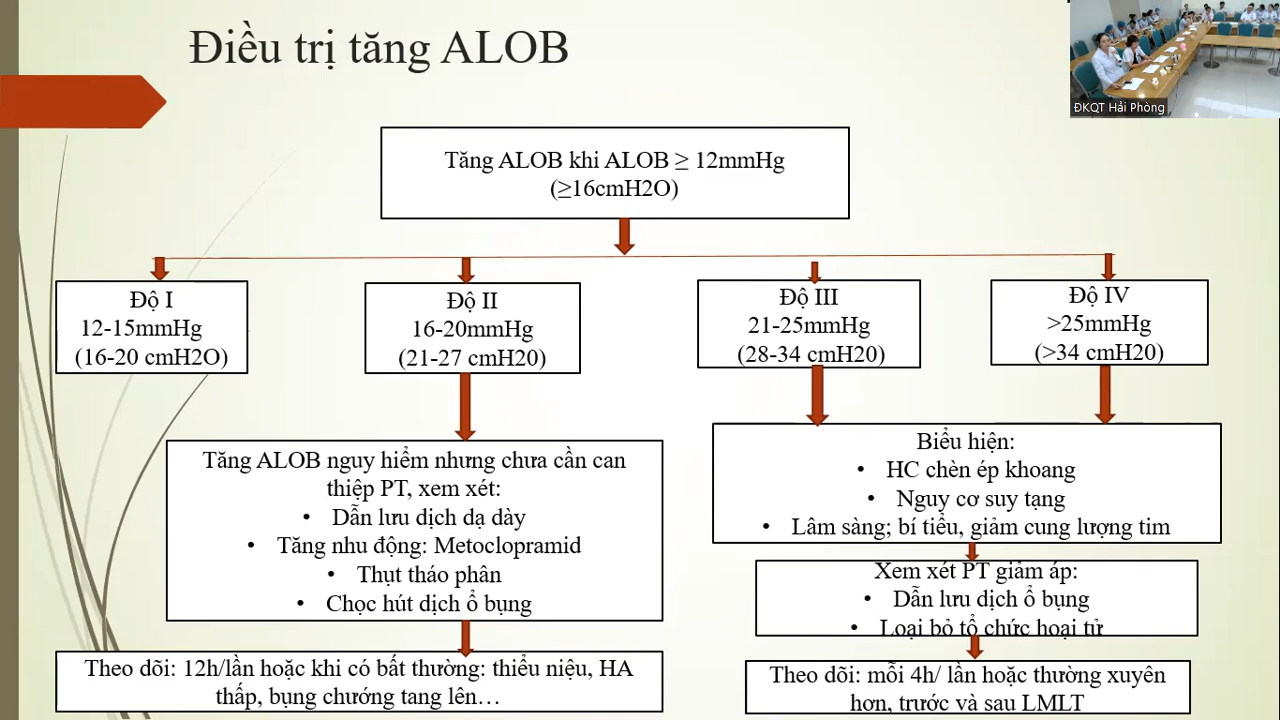 Điều trị tăng ALOB
ĐKQT Hải Phòng
Tăng ALOB khi ALOB ≥ 12mmHg
(≥16cmH2O)
Độ I
12-15mmHg
(16-20 cmH2O)
Độ II
16-20mmHg
(21-27 cmH20)
Độ III
21-25mmHg
(28-34 cmH20)
Độ IV
>25mmHg
(>34 cmH20)
Tăng ALOB nguy hiểm nhưng chưa cần can
thiệp PT, xem xét:
• Dẫn lưu dịch dạ dày
• Tăng nhu động: Metoclopramid
• Thụt tháo phân
• Chọc hút dịch ổ bụng
Theo dõi: 12h/lần hoặc khi có bất thường: thiểu niệu, HA
thấp, bụng chướng tang lên…
Biểu hiện:
• HC chèn ép khoang
• Nguy cơ suy tạng
• Lâm sàng; bí tiểu, giảm cung lượng tim
Xem xét PT giảm áp:
• Dẫn lưu dịch ổ bụng
• Loại bỏ tổ chức hoại tử
Theo dõi: mỗi 4h/ lần hoặc thường xuyên
hơn, trước và sau LMLT